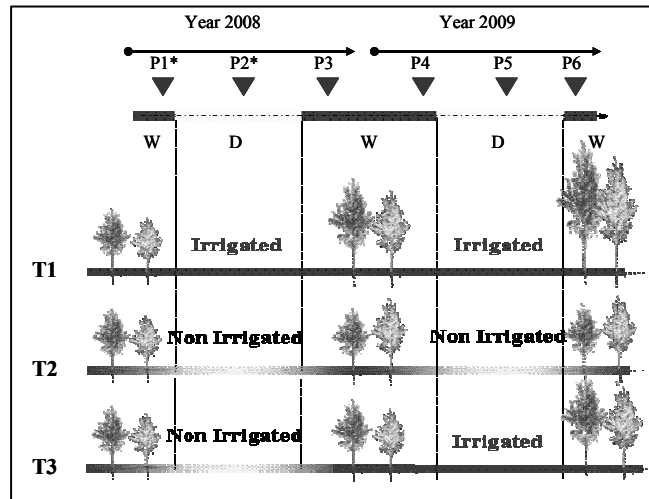 Year 2008 Year 2009
P1* P2* P3 P4 P5 P6
W D W D W
Irrigated Irrigated
T1
Non Irrigated Non Irrigated
T2
Non Irrigated Irrigated
T3